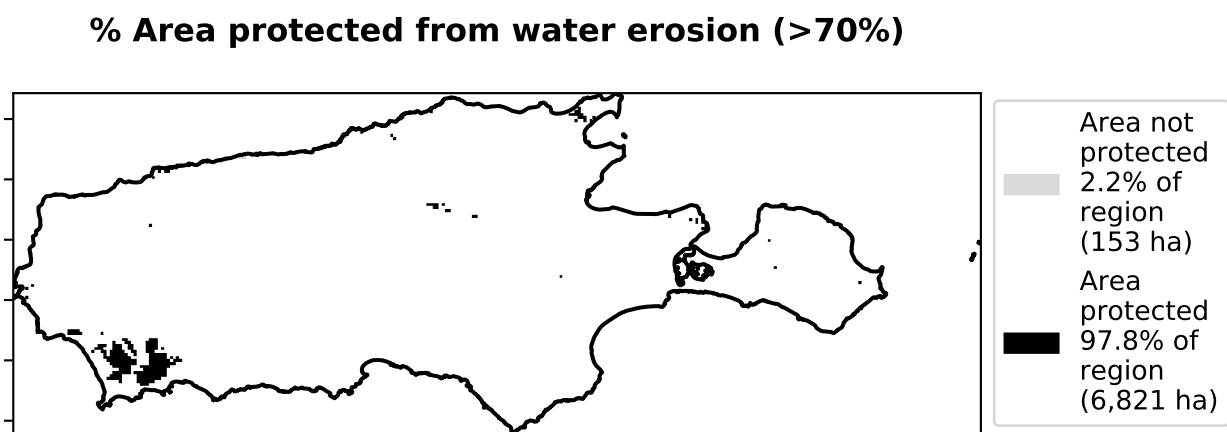 % Area protected from water erosion (>70%)
Area not
protected
2.2% of
region
(153 ha)
Area
protected
97.8% of
region
(6,821 ha)